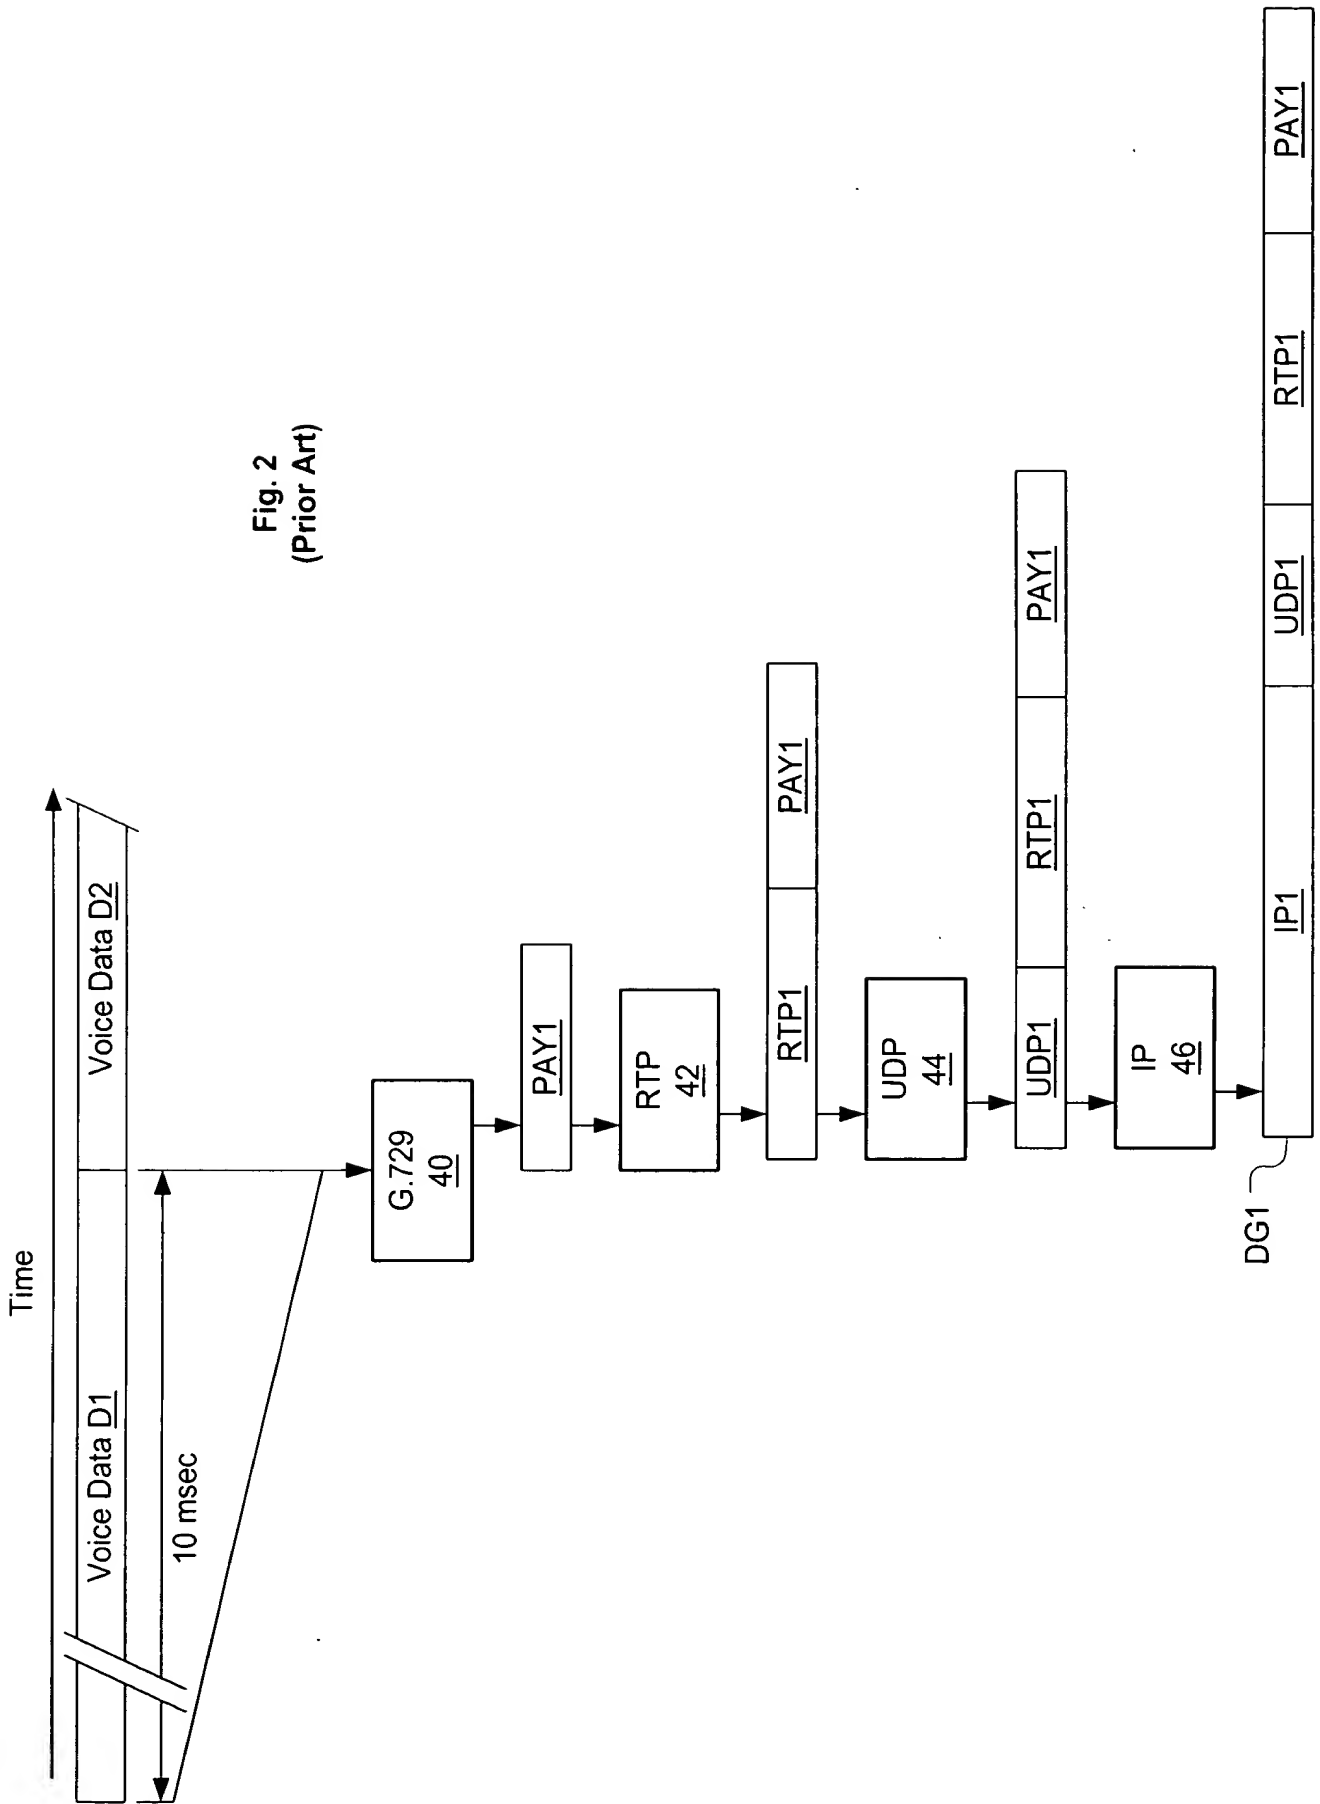 Time
Voice Data D1
Voice Data D2
10 msec
Fig. 2
(Prior Art)
G.729
40
PAY1
RTP
42
RTP1
PAY1
UDP
44
UDP1
RTP1
PAY1
IP
46
DG1
IP1
UDP1
RTP1
PAY1